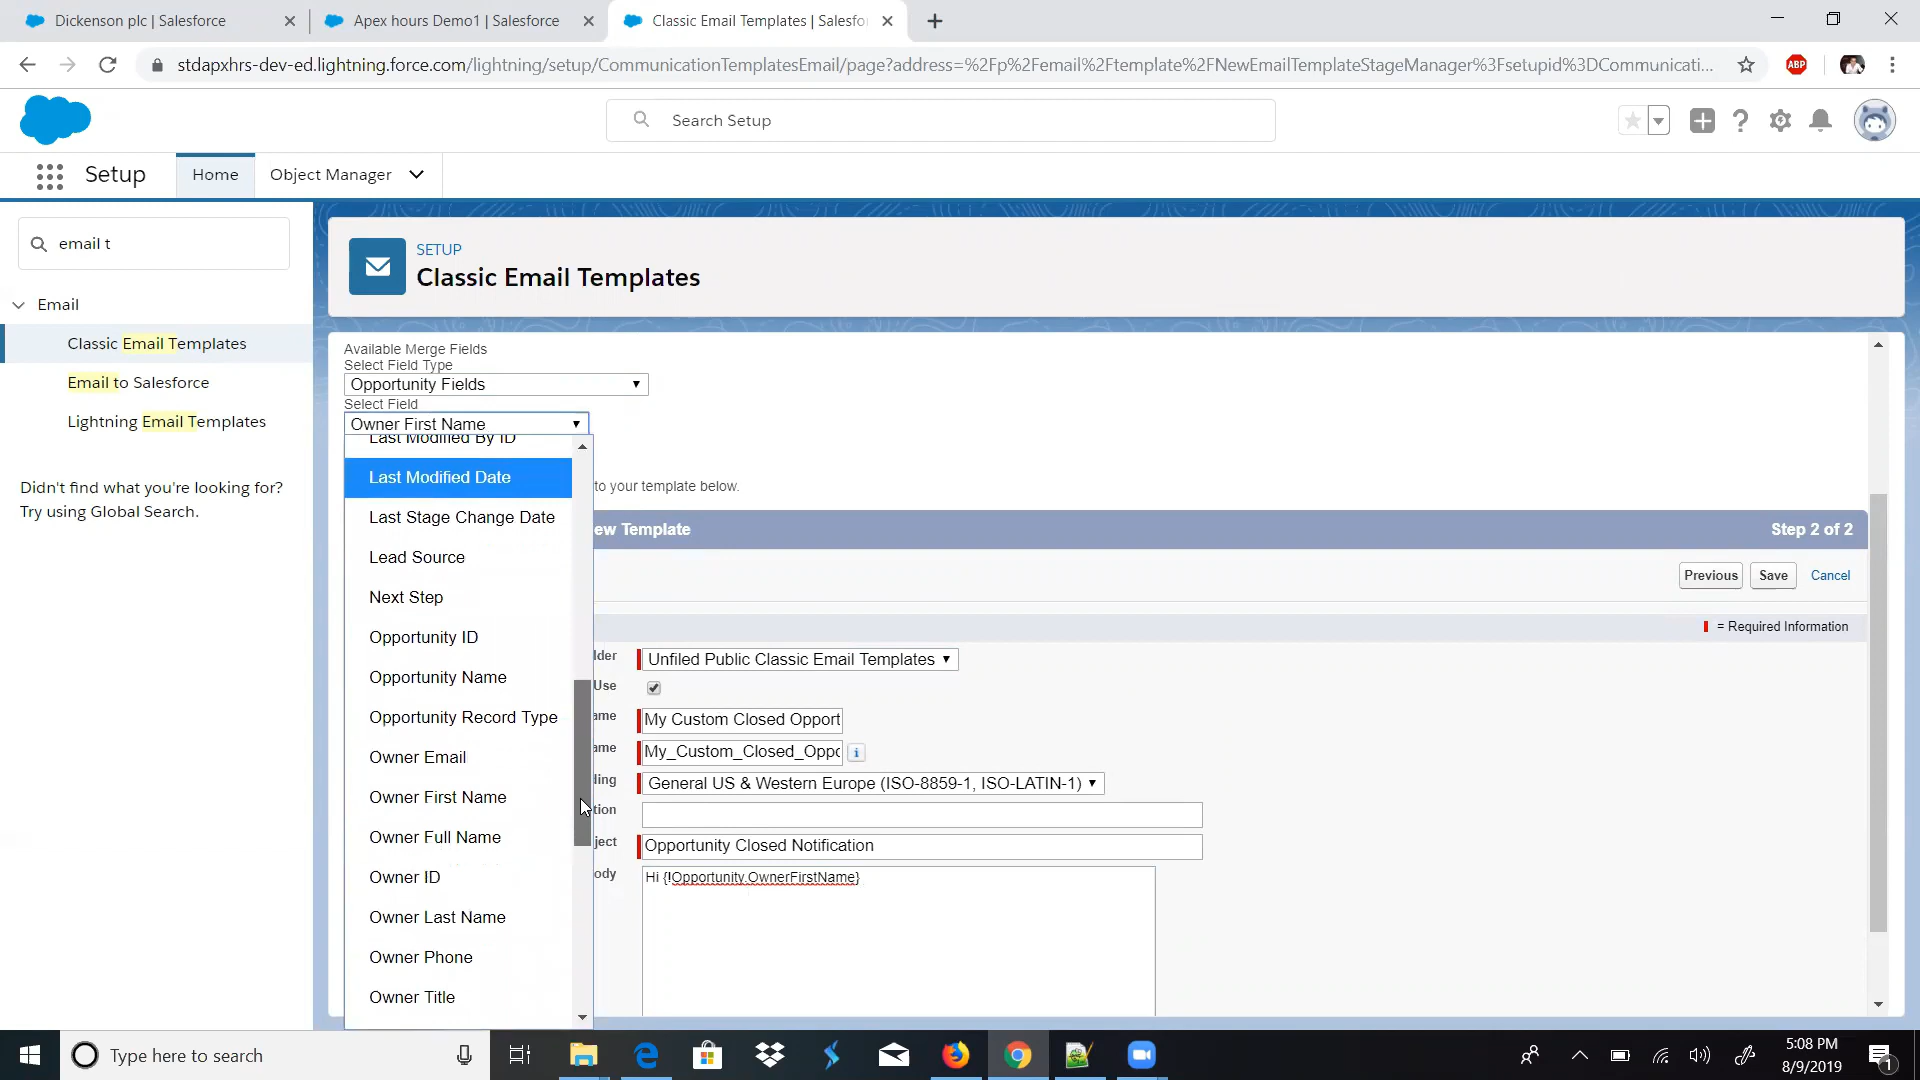 Dickenson plc | Salesforce
Apex hours Demo1 | Salesforce
Classic Email Templates | Salesfo
stdapxhrs-dev-ed.lightning.force.com/lightning/setup/CommunicationTemplatesEmail/page?address=%2Fp%2Femail%2Ftemplate%2FNewEmailTemplateStageManager%3Fsetupid%3DCommunicati...
ABP
Search Setup
Setup
Home
Object Manager
email t
SETUP
Classic Email Templates
Email
Classic Email Templates
Email to Salesforce
Lightning Email Templates
Didn't find what you're looking for?
Try using Global Search.
Available Merge Fields
Select Field Type
Opportunity Fields
Select Field
Owner First Name
Last Modified By ID
Last Modified Date
Last Stage Change Date
Lead Source
Next Step
Opportunity ID
Opportunity Name
Opportunity Record Type
Owner Email
Owner First Name
Owner Full Name
Owner ID
Owner Last Name
Owner Phone
Owner Title
to your template below.
ew Template
Step 2 of 2
Previous
Save
Cancel
= Required Information
lder
Unfiled Public Classic Email Templates
Use
ame
My Custom Closed Opport
ame
My_Custom_Closed_Oppo
ding
General US & Western Europe (ISO-8859-1, ISO-LATIN-1)
tion
ject
Opportunity Closed Notification
ody
Hi {!Opportunity.OwnerFirstName}
Type here to search
5:08 PM
8/9/2019
1